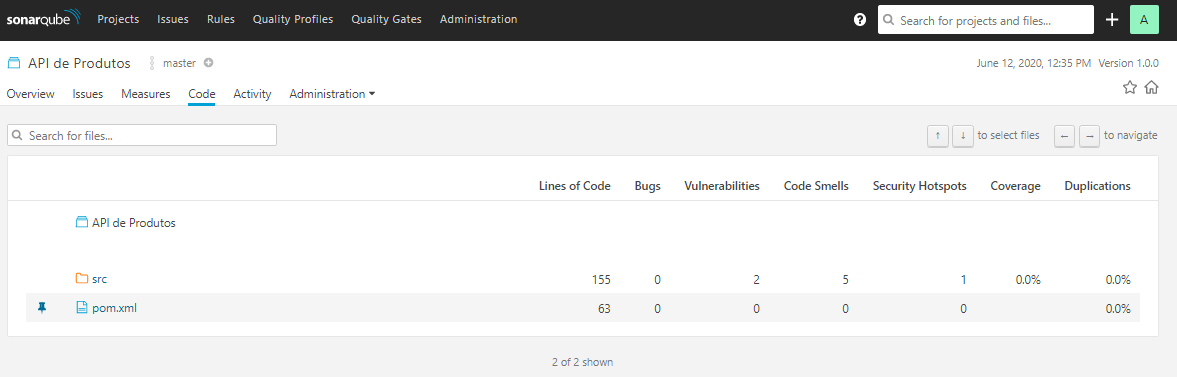 sonarqube Projects Issues Rules Quality Profiles Quality Gates Administration ? Search for projects and files... + A
API de Produtos master June 12, 2020, 12:35 PM Version 1.0.0
Overview Issues Measures Code Activity Administration
Search for files... ↑ ↓ to select files ← → to navigate
Lines of Code Bugs Vulnerabilities Code Smells Security Hotspots Coverage Duplications
API de Produtos
src 155 0 2 5 1 0.0% 0.0%
pom.xml 63 0 0 0 0 0.0%
2 of 2 shown